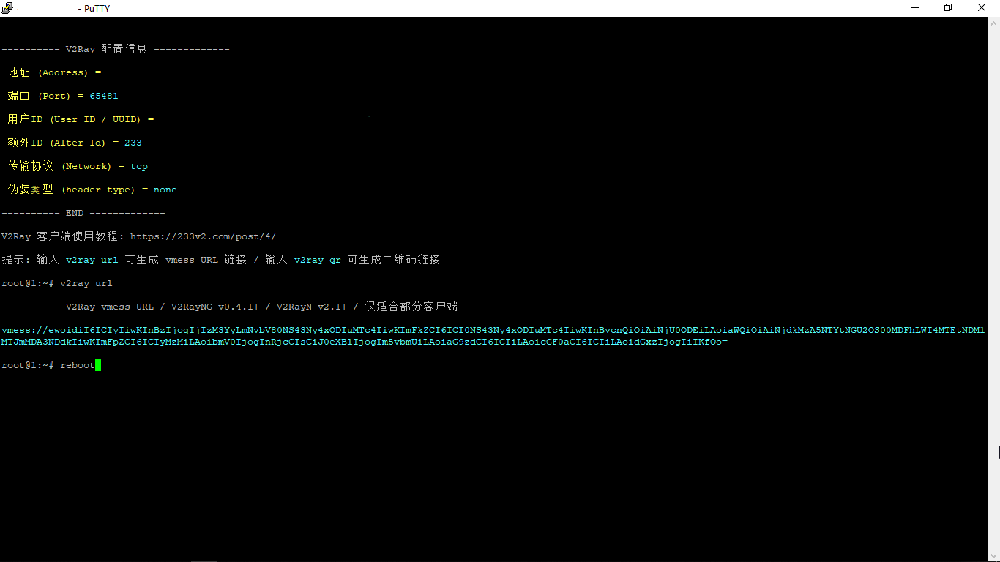 - PuTTY
---------- V2Ray 配置信息 -------------
地址 (Address) =
端口 (Port) = 65481
用户ID (User ID / UUID) =
额外ID (Alter Id) = 233
传输协议 (Network) = tcp
伪装类型 (header type) = none
---------- END -------------
V2Ray 客户端使用教程: https://233v2.com/post/4/
提示: 输入 v2ray url 可生成 vmess URL 链接 / 输入 v2ray qr 可生成二维码链接
root@1:~# v2ray url
---------- V2Ray vmess URL / V2RayNG v0.4.1+ / V2RayN v2.1+ / 仅适合部分客户端 -------------
vmess://ewoidiI6ICIyIiwKInBzIjogIjIzM3YyLmNvbV80NS43Ny4xODIuMTc4IiwKImFkZCI6ICI0NS43Ny4xODIuMTc4IiwKInBvcnQiOiAiNjU0ODEiLAoiaWQiOiAiNjdkMzA5NTYtNGU2OS00MDFhLWI4MTEtNDM1
MTJmMDA3NDdkIiwKImFpZCI6ICIyMzMiLAoibmV0IjogInRjcCIsCiJ0eXBlIjogIm5vbmUiLAoiaG9zdCI6ICIiLAoicGF0aCI6ICIiLAoidGxzIjogIiIKfQo=
root@1:~# reboot